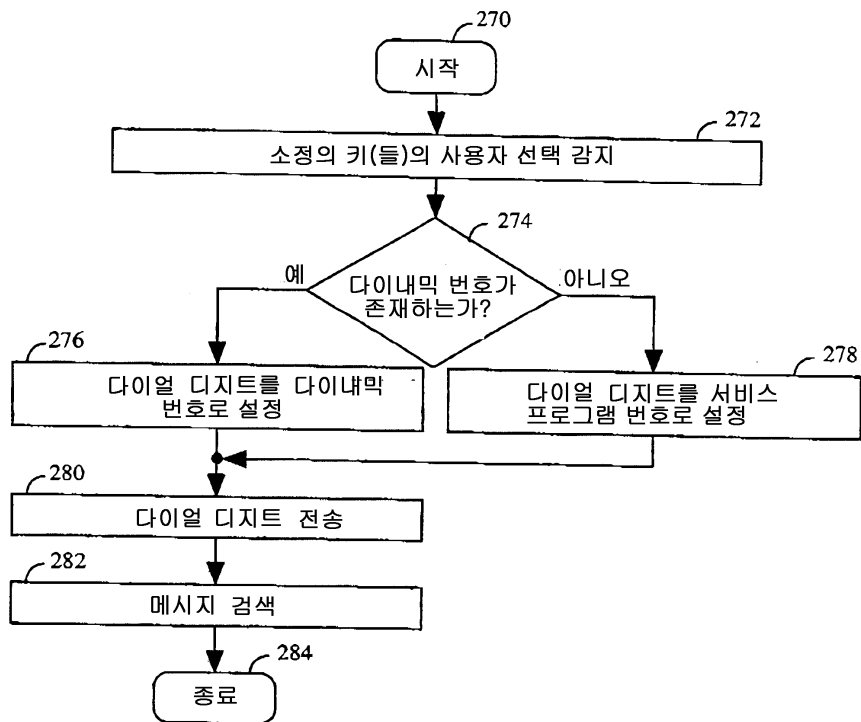 270
시작
272
소정의 키(들)의 사용자 선택 감지
274
예
다이내믹 번호가
존재하는가?
아니오
276
다이얼 디지트를 다이내막
번호로 설정
278
다이얼 디지트를 서비스
프로그램 번호로 설정
280
다이얼 디지트 전송
282
메시지 검색
284
종료